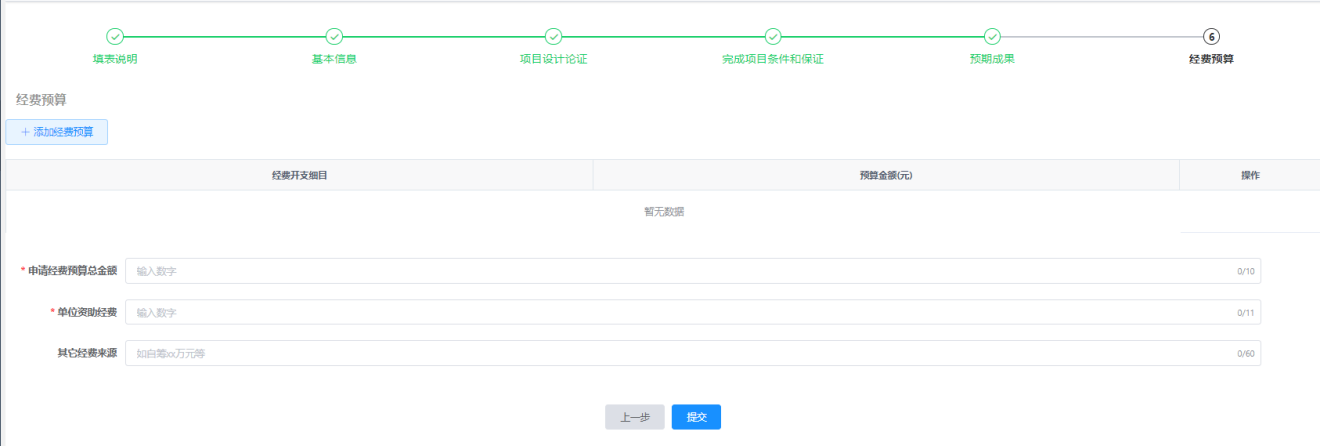 6
填表说明 基本信息 项目设计论证 完成项目条件和保证 预期成果 经费预算
经费预算
+ 添加经费预算
经费开支细目 预算金额(元) 操作
暂无数据
* 申请经费预算总金额 输入数字 0/10
* 单位资助经费 输入数字 0/11
其它经费来源 如自筹xx万元等 0/60
上一步 提交